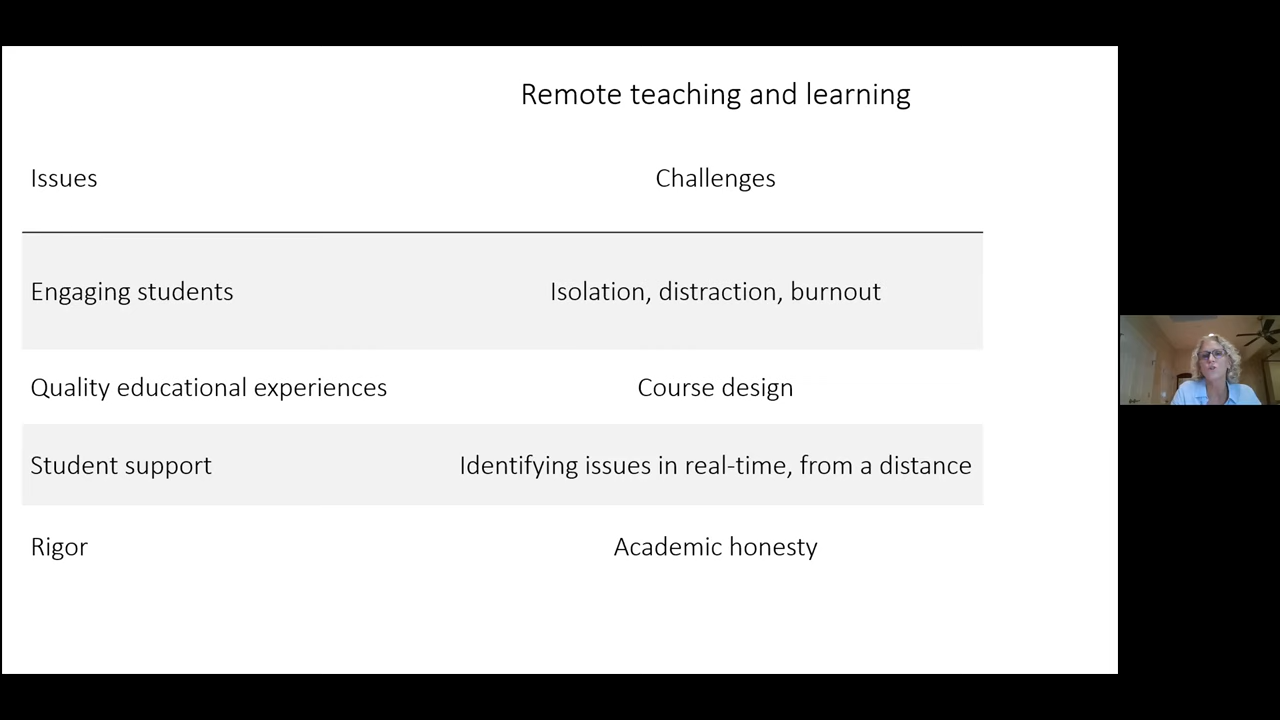 Remote teaching and learning
Issues Challenges
Engaging students Isolation, distraction, burnout
Quality educational experiences Course design
Student support Identifying issues in real-time, from a distance
Rigor Academic honesty